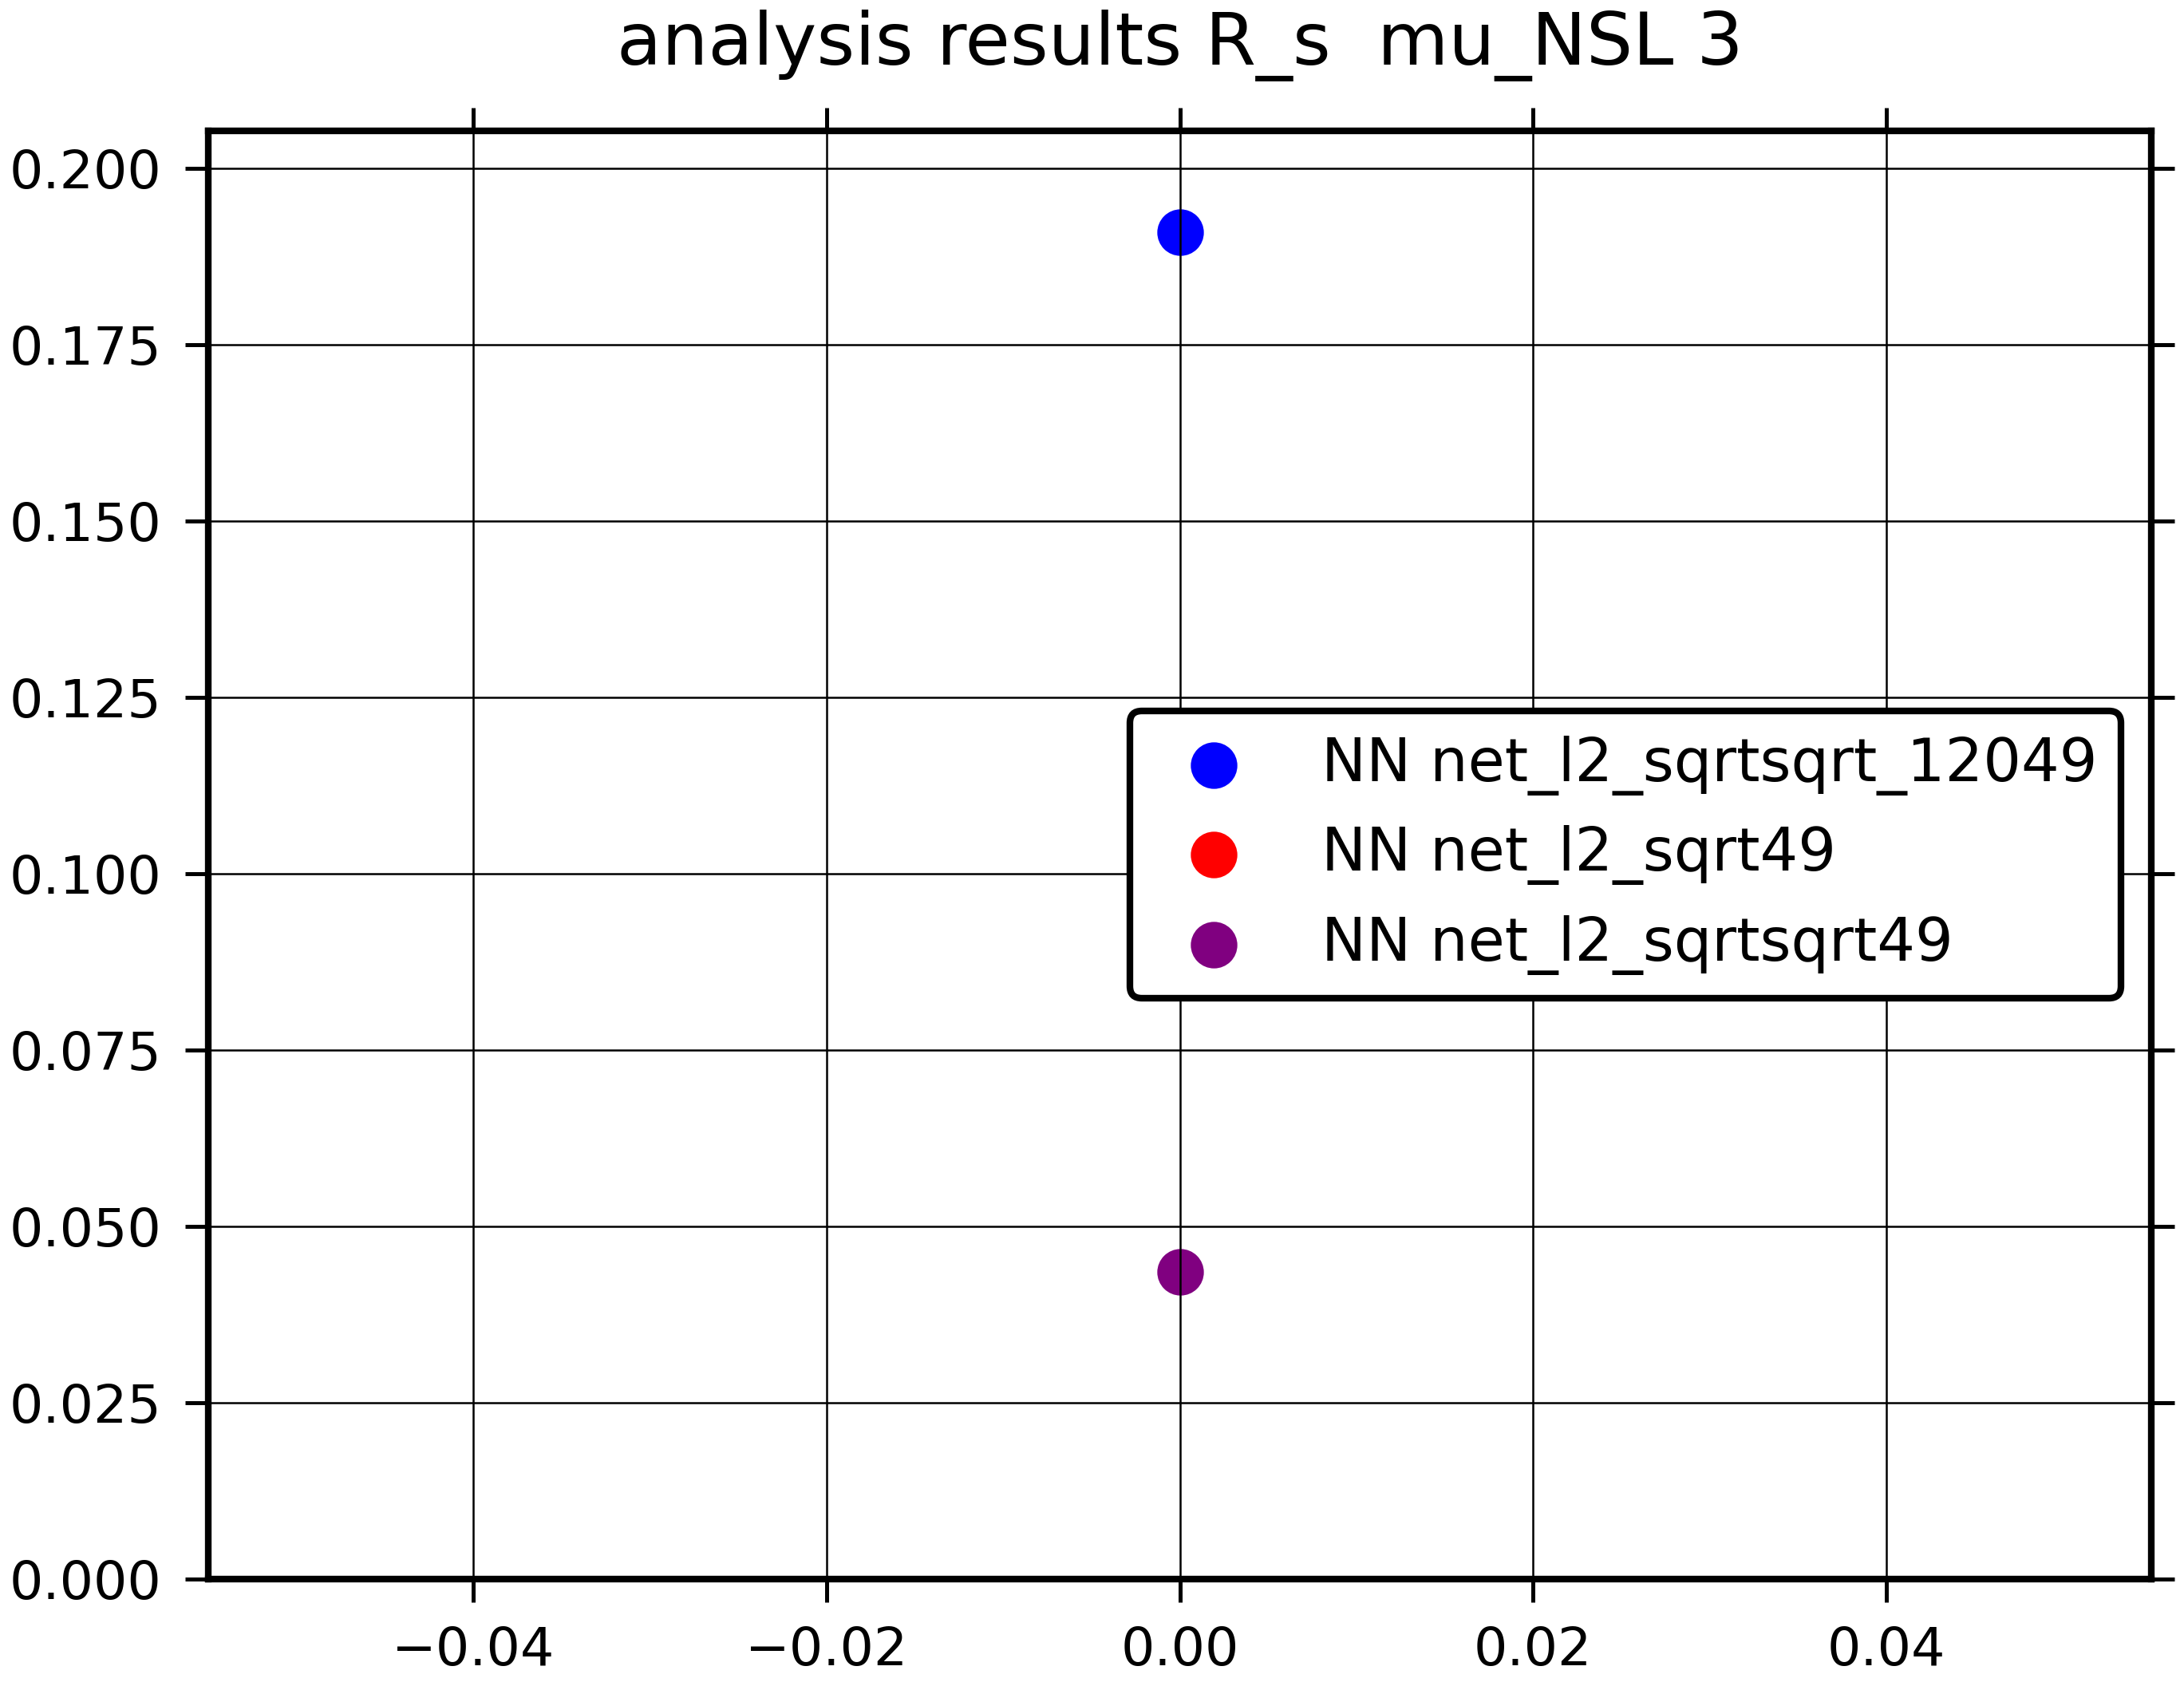 analysis results R_s  mu_NSL 3
0.200
0.175
0.150
0.125
0.100
0.075
0.050
0.025
0.000
NN net_l2_sqrtsqrt_12049
NN net_l2_sqrt49
NN net_l2_sqrtsqrt49
−0.04 −0.02 0.00 0.02 0.04